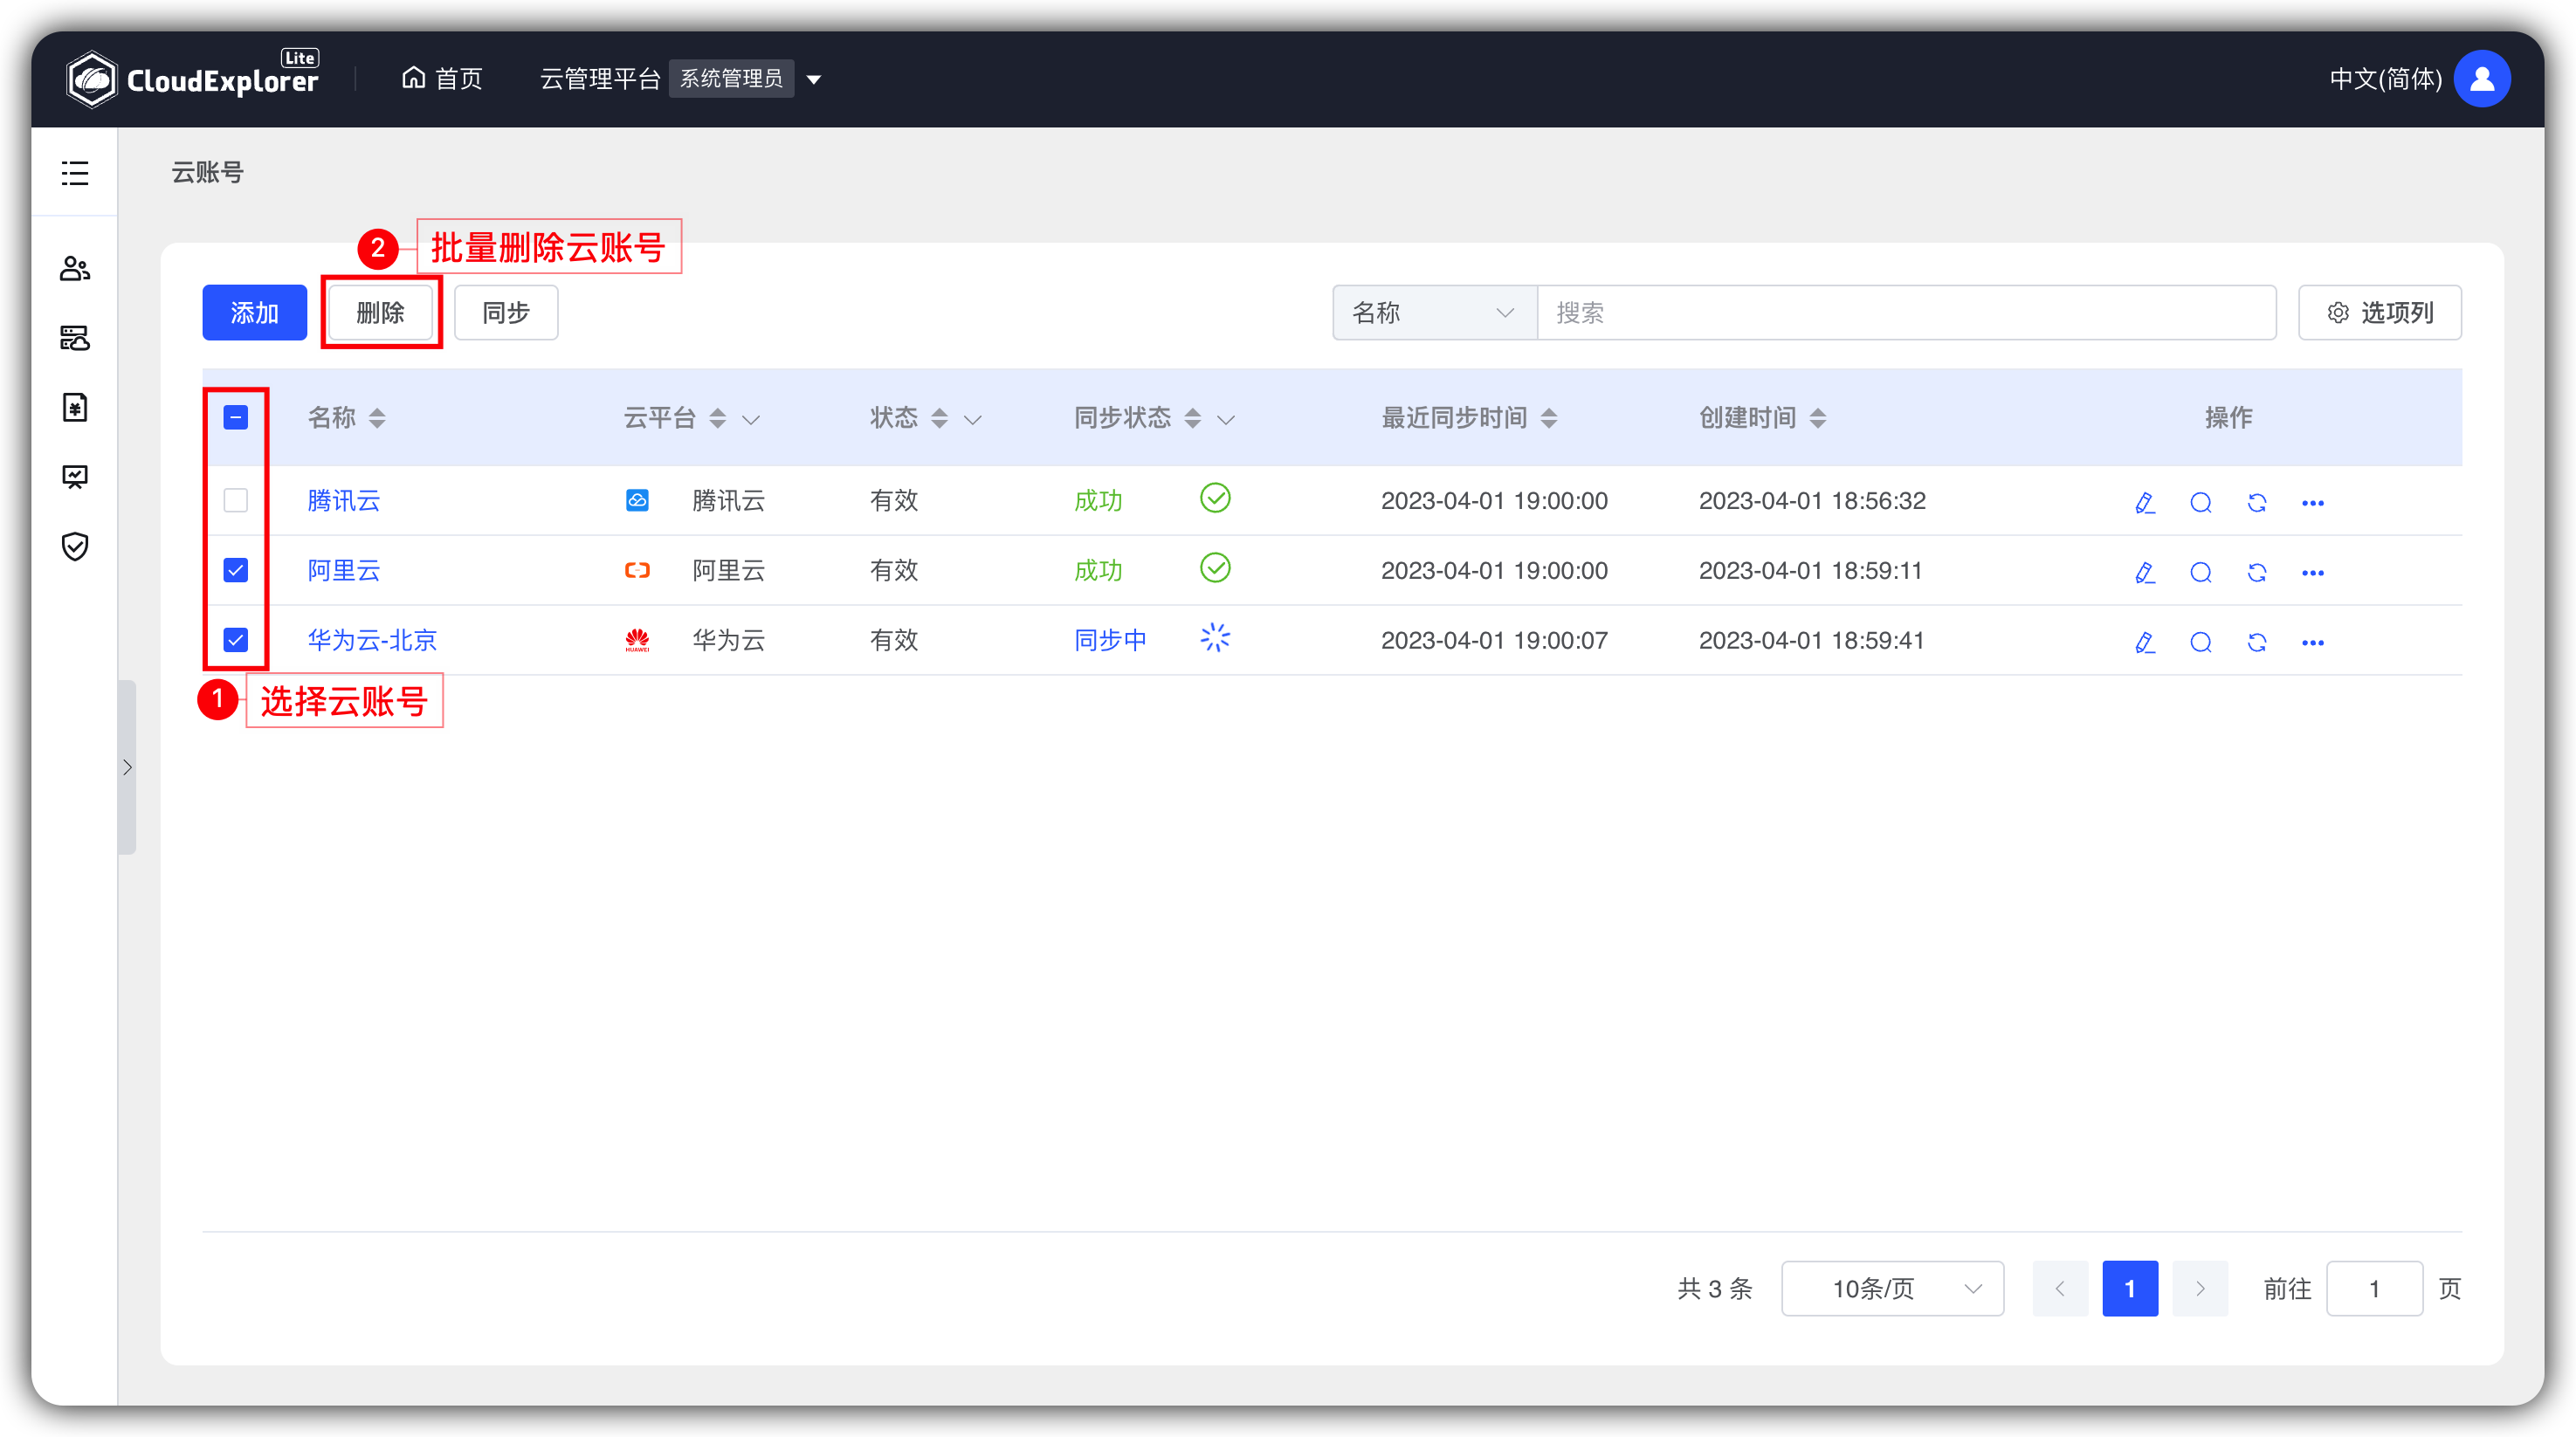 CloudExplorer Lite
首页
云管理平台 系统管理员
中文(简体)
云账号
2 批量删除云账号
添加 删除 同步 名称 搜索 选项列
名称 云平台 状态 同步状态 最近同步时间 创建时间 操作
腾讯云 腾讯云 有效 成功 2023-04-01 19:00:00 2023-04-01 18:56:32
阿里云 阿里云 有效 成功 2023-04-01 19:00:00 2023-04-01 18:59:11
华为云-北京 HUAWEI 华为云 有效 同步中 2023-04-01 19:00:07 2023-04-01 18:59:41
1 选择云账号
共 3 条 10条/页 1 前往 1 页